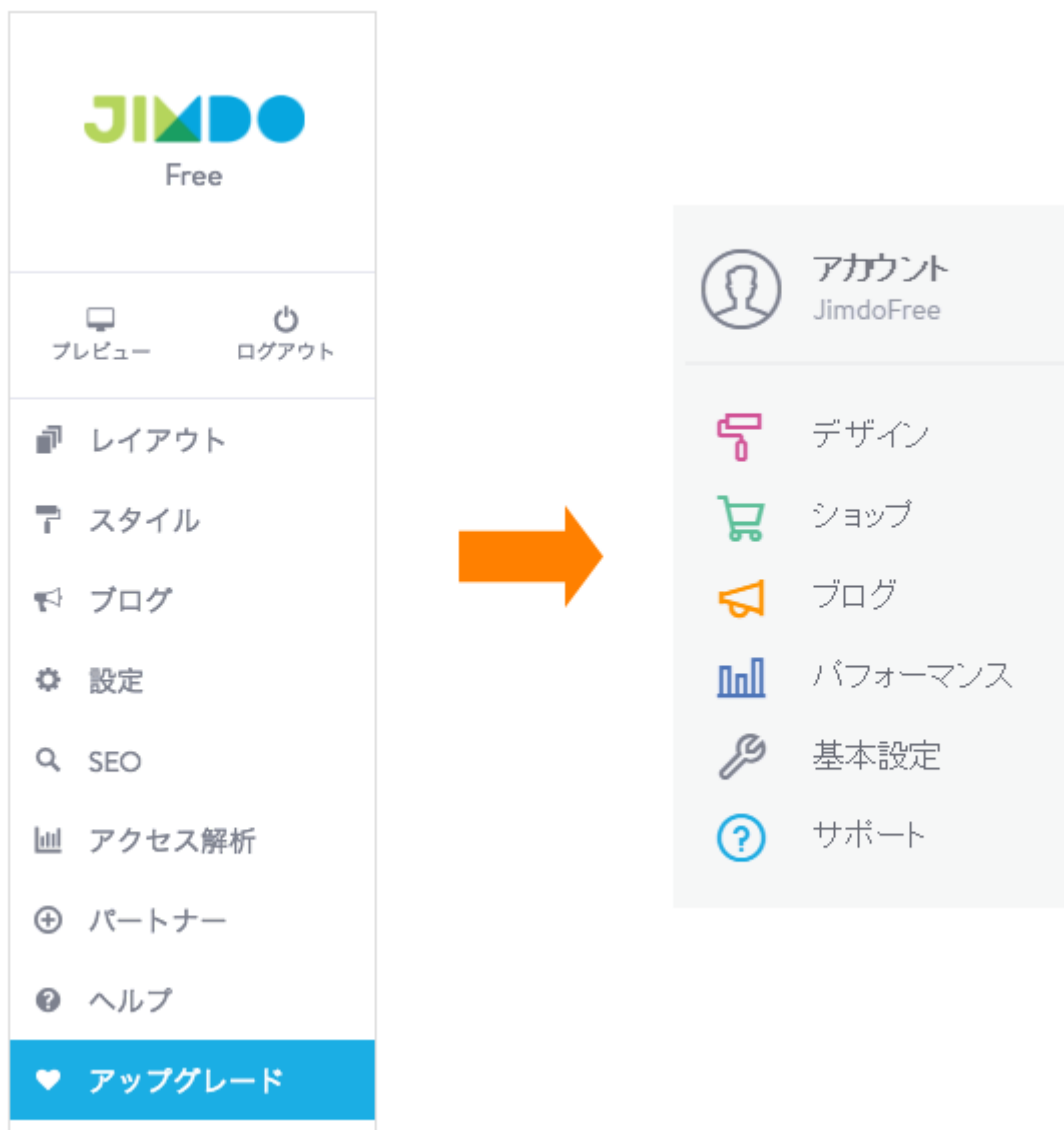 JIMDO
Free
プレビュー
ログアウト
レイアウト
スタイル
ブログ
設定
SEO
アクセス解析
パートナー
ヘルプ
アップグレード
アカウント
JimdoFree
デザイン
ショップ
ブログ
パフォーマンス
基本設定
サポート